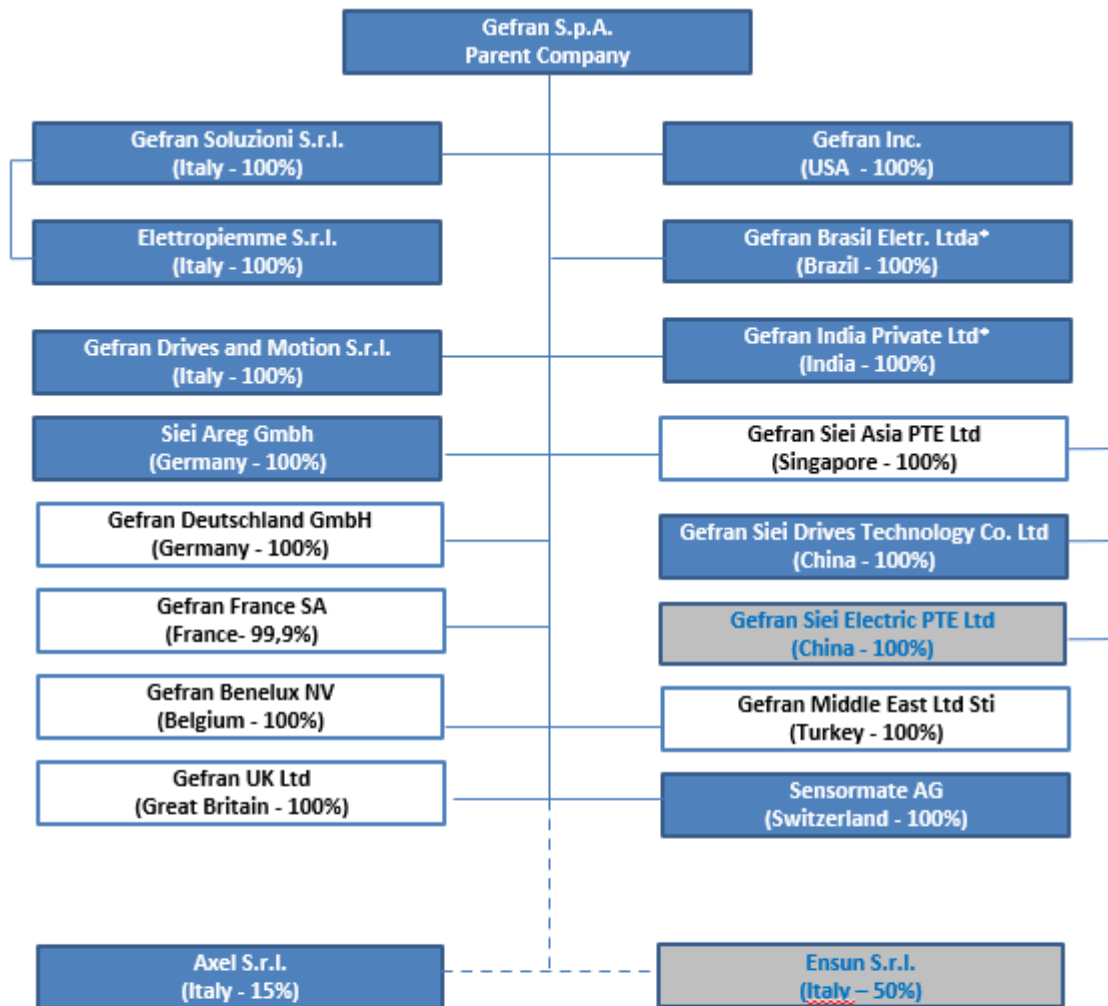 Gefran S.p.A.
Parent Company
Gefran Soluzioni S.r.l.
(Italy - 100%)
Gefran Inc.
(USA - 100%)
Elettropiemme S.r.l.
(Italy - 100%)
Gefran Brasil Eletr. Ltda*
(Brazil - 100%)
Gefran Drives and Motion S.r.l.
(Italy - 100%)
Gefran India Private Ltd*
(India - 100%)
Siei Areg Gmbh
(Germany - 100%)
Gefran Siei Asia PTE Ltd
(Singapore - 100%)
Gefran Deutschland GmbH
(Germany - 100%)
Gefran Siei Drives Technology Co. Ltd
(China - 100%)
Gefran France SA
(France- 99,9%)
Gefran Siei Electric PTE Ltd
(China - 100%)
Gefran Benelux NV
(Belgium - 100%)
Gefran Middle East Ltd Sti
(Turkey - 100%)
Gefran UK Ltd
(Great Britain - 100%)
Sensormate AG
(Switzerland - 100%)
Axel S.r.l.
(Italy - 15%)
Ensun S.r.l.
(Italy – 50%)